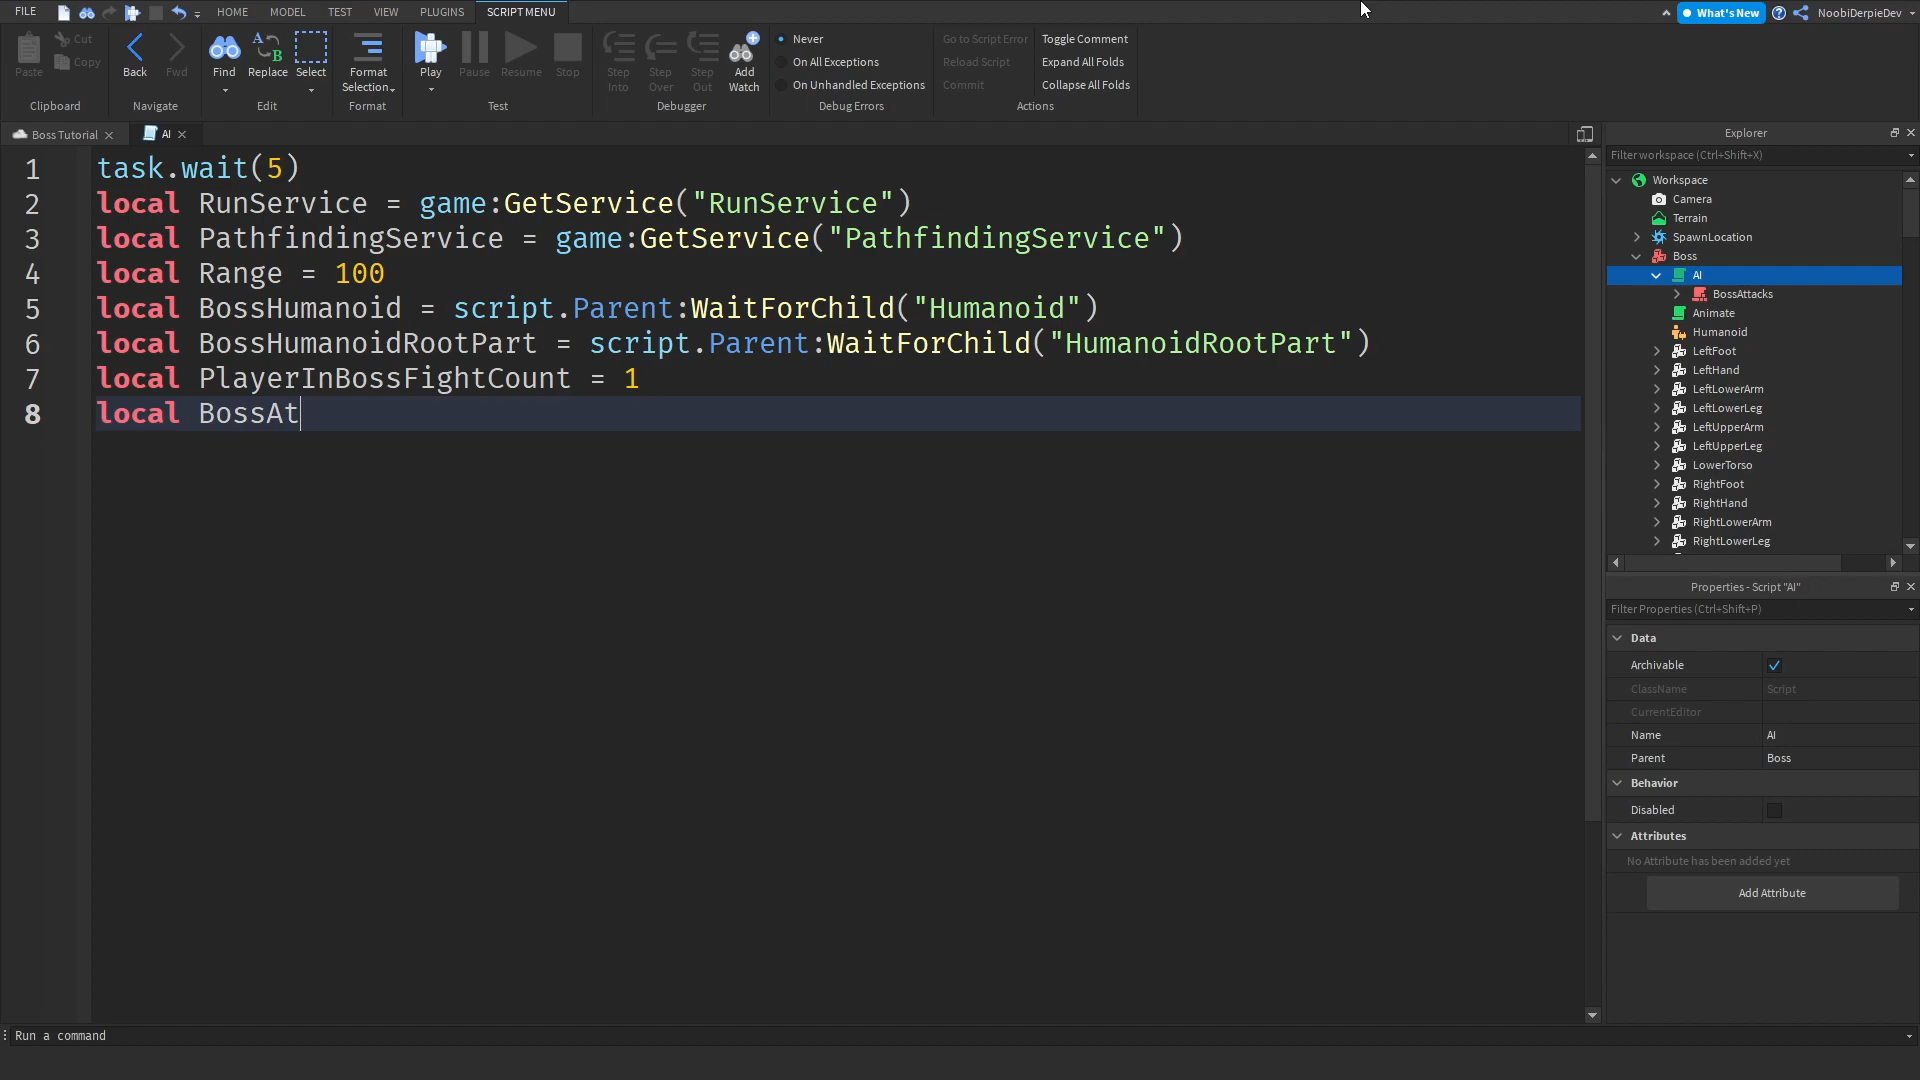 FILE HOME MODEL TEST VIEW PLUGINS SCRIPT MENU What's New NoobiDerpieDev
Paste Cut Copy Clipboard
Back Fwd Navigate
Find Replace Select Edit
Format Selection Format
Play Pause Resume Stop Test
Step Into Step Over Step Out Add Watch Debugger
Never
On All Exceptions
On Unhandled Exceptions
Debug Errors
Go to Script Error Toggle Comment
Reload Script Expand All Folds
Commit Collapse All Folds
Actions
Boss Tutorial AI
1 task.wait(5)
2 local RunService = game:GetService("RunService")
3 local PathfindingService = game:GetService("PathfindingService")
4 local Range = 100
5 local BossHumanoid = script.Parent:WaitForChild("Humanoid")
6 local BossHumanoidRootPart = script.Parent:WaitForChild("HumanoidRootPart")
7 local PlayerInBossFightCount = 1
8 local BossAt
Explorer
Filter workspace (Ctrl+Shift+X)
Workspace
Camera
Terrain
SpawnLocation
Boss
AI
BossAttacks
Animate
Humanoid
LeftFoot
LeftHand
LeftLowerArm
LeftLowerLeg
LeftUpperArm
LeftUpperLeg
LowerTorso
RightFoot
RightHand
RightLowerArm
RightLowerLeg
Properties - Script "AI"
Filter Properties (Ctrl+Shift+P)
Data
Archivable
ClassName Script
CurrentEditor
Name AI
Parent Boss
Behavior
Disabled
Attributes
No Attribute has been added yet
Add Attribute
Run a command